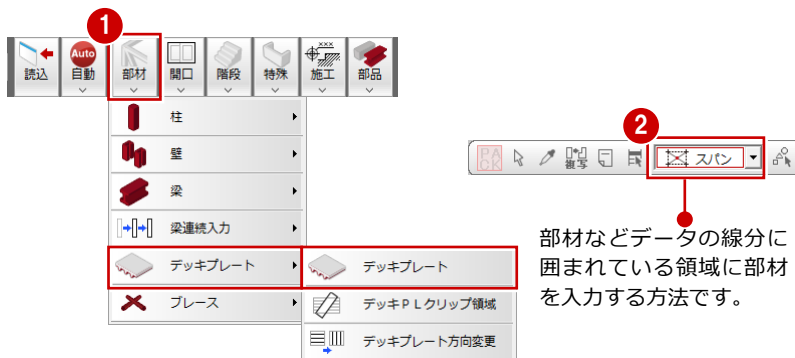 1
Auto
読込 自動 部材 開口 階段 特殊 施工 部品
柱
壁
梁
梁連続入力
デッキプレート
ブレース
デッキプレート
デッキPLクリップ領域
デッキプレート方向変更
2
PACK 複写 スパン
部材などデータの線分に
囲まれている領域に部材
を入力する方法です。